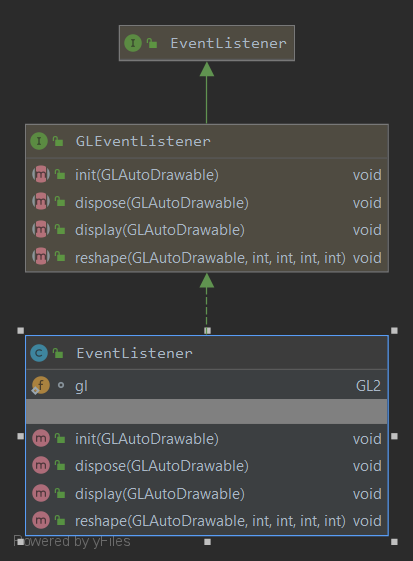 EventListener
GLEventListener
init(GLAutoDrawable) void
dispose(GLAutoDrawable) void
display(GLAutoDrawable) void
reshape(GLAutoDrawable, int, int, int, int) void
EventListener
gl GL2
init(GLAutoDrawable) void
dispose(GLAutoDrawable) void
display(GLAutoDrawable) void
reshape(GLAutoDrawable, int, int, int, int) void
Powered by yFiles